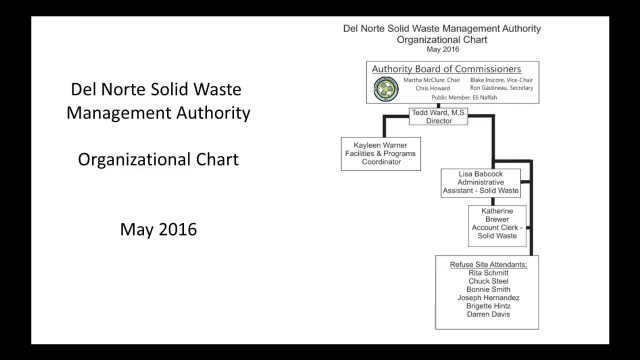 Del Norte Solid Waste
Management Authority
Organizational Chart
May 2016
Del Norte Solid Waste Management Authority
Organizational Chart
May 2016
Authority Board of Commissioners
Martha McClure, Chair Blake Inscore, Vice-Chair
Chris Howard Ron Gastineau, Secretary
Public Member, Eli Naffah
Tedd Ward, M.S.
Director
Kayleen Warner
Facilities & Programs
Coordinator
Lisa Babcock
Administrative
Assistant - Solid Waste
Katherine
Brewer
Account Clerk -
Solid Waste
Refuse Site Attendants:
Rita Schmitt
Chuck Steel
Bonnie Smith
Joseph Hernandez
Brigette Hintz
Darren Davis